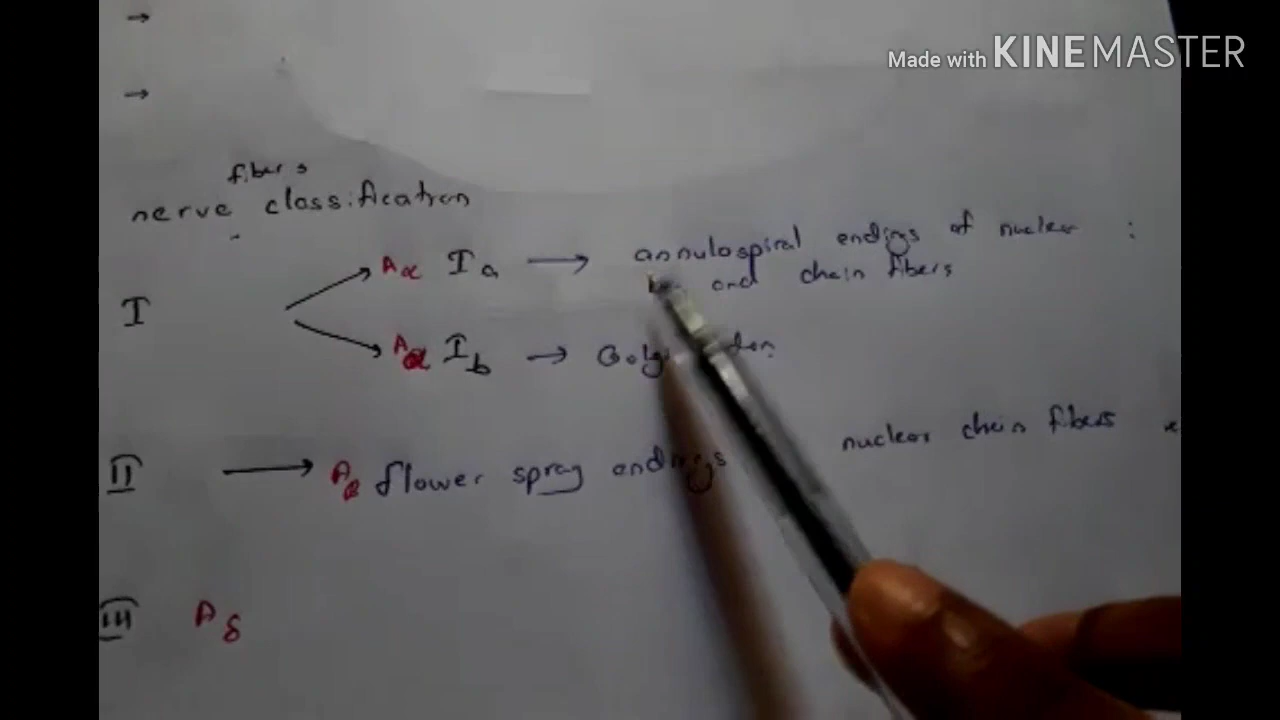 Made with KINEMASTER
→
→
fibers
nerve classification
I
Aα Ia → annulospiral endings of nuclear
and chain fibers
Aα Ib → Golgi
II → Aβ flower spray endings nuclear chain fibers
III Aδ